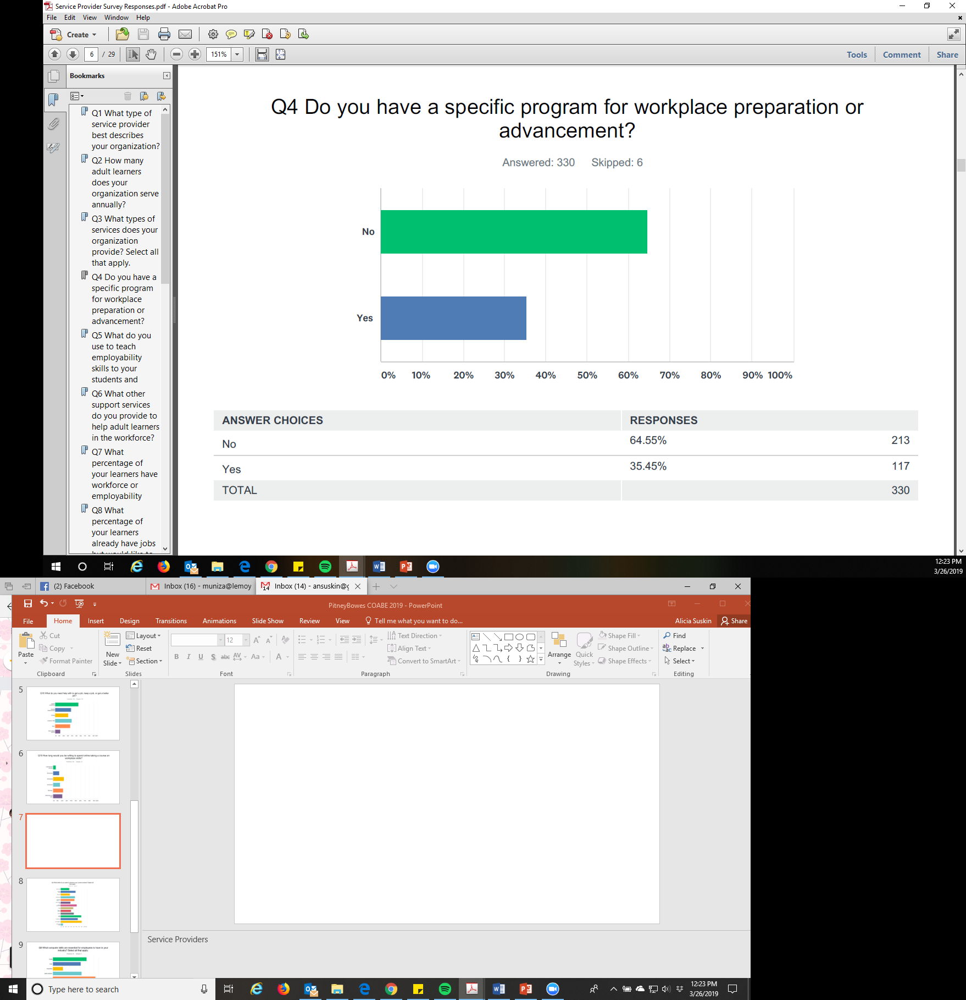 Service Provider Survey Responses.pdf - Adobe Acrobat Pro
File Edit View Window Help
Create
6 / 29 151% Tools Comment Share
Bookmarks
Q1 What type of
service provider
best describes
your organization?
Q2 How many
adult learners
does your
organization serve
annually?
Q3 What types of
services does your
organization
provide? Select all
that apply.
Q4 Do you have a
specific program
for workplace
preparation or
advancement?
Q5 What do you
use to teach
employability
skills to your
students and
Q6 What other
support services
do you provide to
help adult learners
in the workforce?
Q7 What
percentage of
your learners have
workforce or
employability
Q8 What
percentage of
your learners
already have jobs
Q4 Do you have a specific program for workplace preparation or
advancement?
Answered: 330 Skipped: 6
No
Yes
0% 10% 20% 30% 40% 50% 60% 70% 80% 90% 100%
ANSWER CHOICES RESPONSES
No 64.55% 213
Yes 35.45% 117
TOTAL 330
12:23 PM
3/26/2019
(2) Facebook Inbox (16) - muniza@lemoy Inbox (14) - ansuskin@g
PitneyBowes COABE 2019 - PowerPoint
File Home Insert Design Transitions Animations Slide Show Review View Tell me what you want to do... Alicia Suskin Share
Paste Cut Copy Format Painter
New Slide Layout Reset Section
12
B I U S abc AV Aa A
Text Direction Align Text Convert to SmartArt
Arrange Quick Styles Shape Fill Shape Outline Shape Effects
Find Replace Select
Clipboard Slides Font Paragraph Drawing Editing
5
6
7
8
9
Service Providers
Type here to search
12:23 PM
3/26/2019